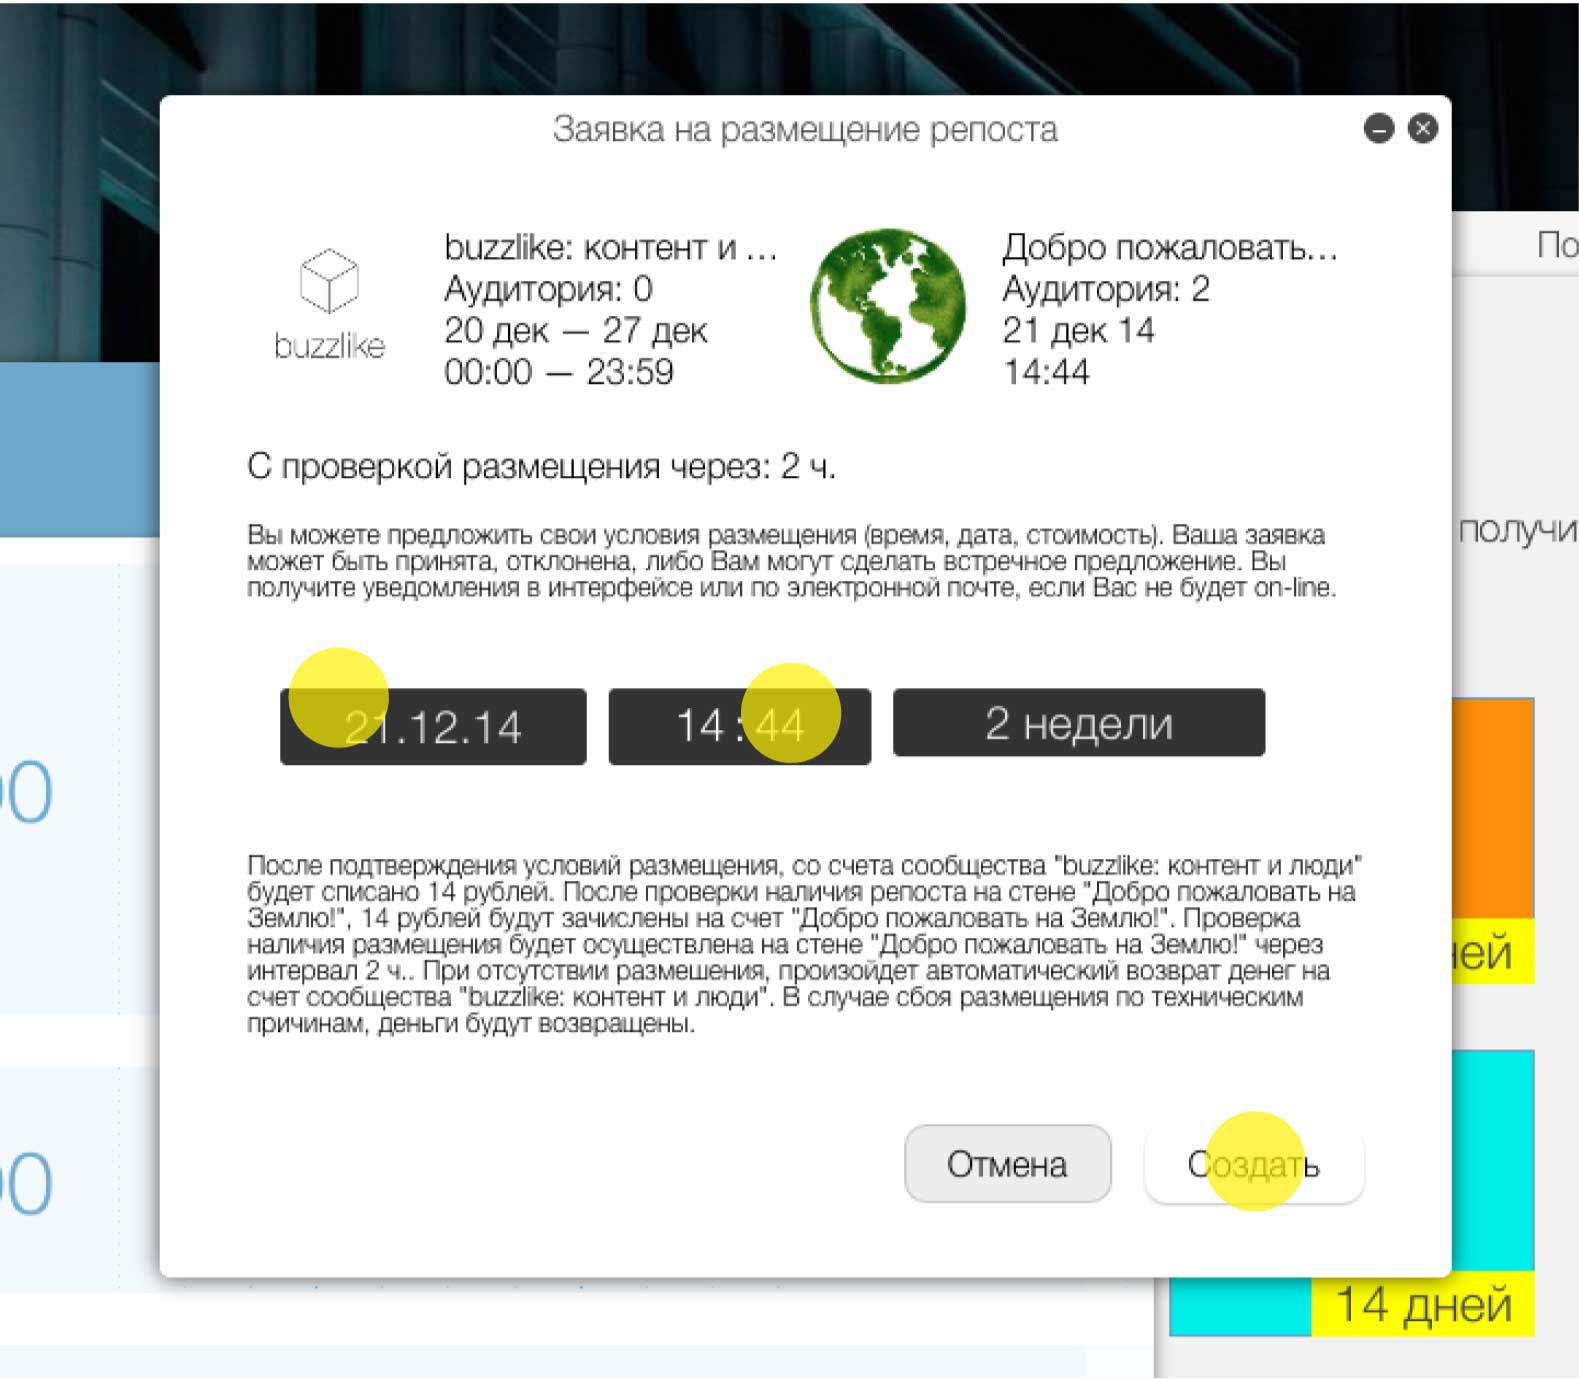 Заявка на размещение репоста
По
buzzlike
buzzlike: контент и ...
Аудитория: 0
20 дек — 27 дек
00:00 — 23:59
Добро пожаловать...
Аудитория: 2
21 дек 14
14:44
С проверкой размещения через: 2 ч.
Вы можете предложить свои условия размещения (время, дата, стоимость). Ваша заявка
может быть принята, отклонена, либо Вам могут сделать встречное предложение. Вы
получите уведомления в интерфейсе или по электронной почте, если Вас не будет on-line.
получи
21.12.14
14:44
2 недели
00
После подтверждения условий размещения, со счета сообщества "buzzlike: контент и люди"
будет списано 14 рублей. После проверки наличия репоста на стене "Добро пожаловать на
Землю!", 14 рублей будут зачислены на счет "Добро пожаловать на Землю!". Проверка
наличия размещения будет осуществлена на стене "Добро пожаловать на Землю!" через
интервал 2 ч.. При отсутствии размешения, произойдет автоматический возврат денег на
счет сообщества "buzzlike: контент и люди". В случае сбоя размещения по техническим
причинам, деньги будут возвращены.
ней
Отмена
Создать
00
14 дней